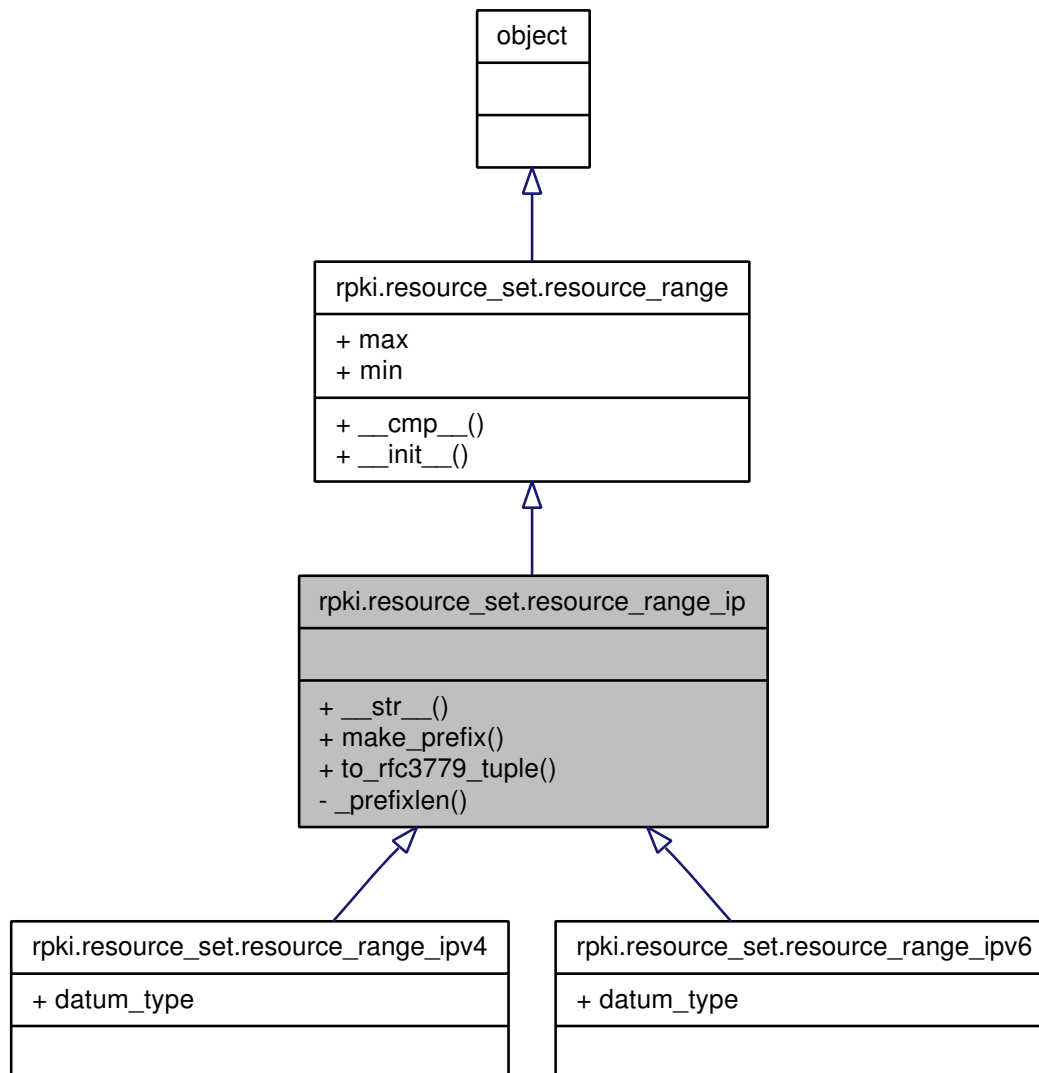 object
rpki.resource_set.resource_range
+ max
+ min
+ __cmp__()
+ __init__()
rpki.resource_set.resource_range_ip
+ __str__()
+ make_prefix()
+ to_rfc3779_tuple()
- _prefixlen()
rpki.resource_set.resource_range_ipv4
+ datum_type
rpki.resource_set.resource_range_ipv6
+ datum_type